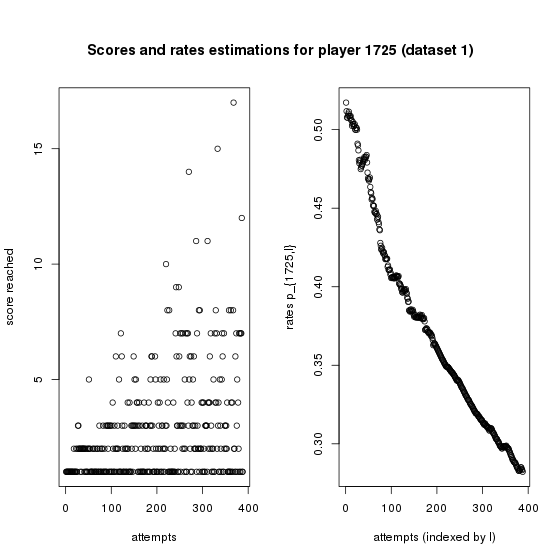 Scores and rates estimations for player 1725 (dataset 1)
score reached
15
10
5
0 100 200 300 400
attempts
rates p_{1725,l}
0.50
0.45
0.40
0.35
0.30
0 100 200 300 400
attempts (indexed by l)